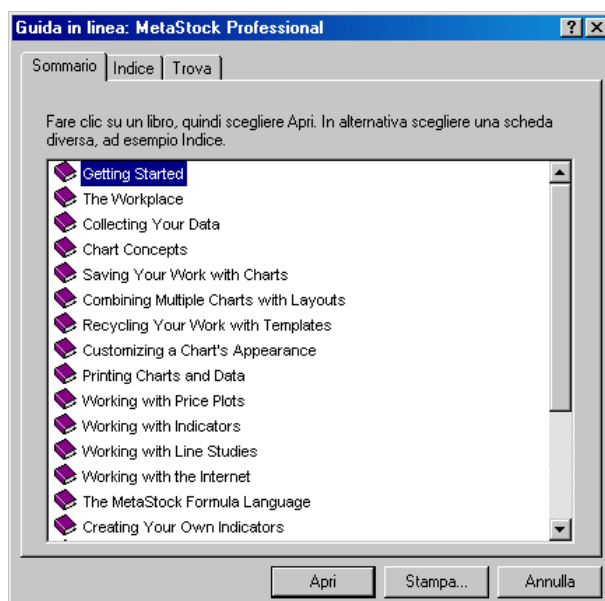 Guida in linea: MetaStock Professional
Sommario
Indice
Trova
Fare clic su un libro, quindi scegliere Apri. In alternativa scegliere una scheda
diversa, ad esempio Indice.
Getting Started
The Workplace
Collecting Your Data
Chart Concepts
Saving Your Work with Charts
Combining Multiple Charts with Layouts
Recycling Your Work with Templates
Customizing a Chart's Appearance
Printing Charts and Data
Working with Price Plots
Working with Indicators
Working with Line Studies
Working with the Internet
The MetaStock Formula Language
Creating Your Own Indicators
Apri
Stampa...
Annulla